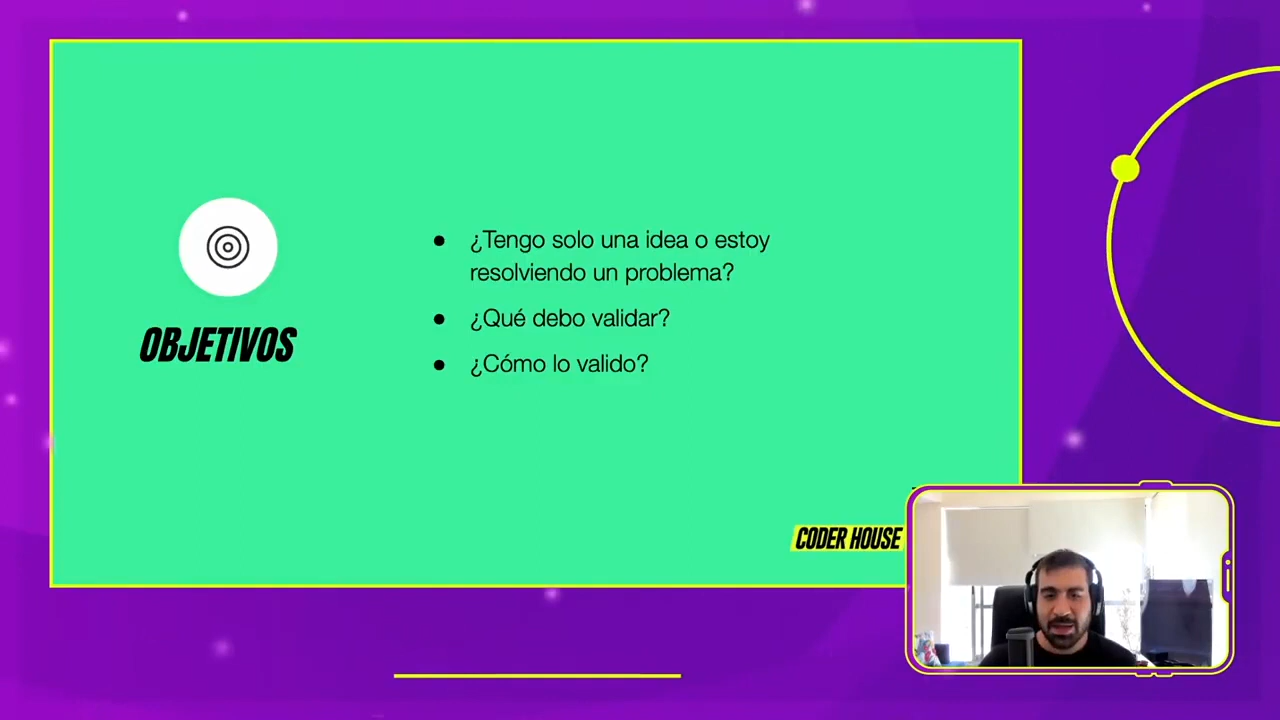 OBJETIVOS
● ¿Tengo solo una idea o estoy
resolviendo un problema?
● ¿Qué debo validar?
● ¿Cómo lo valido?
CODER HOUSE